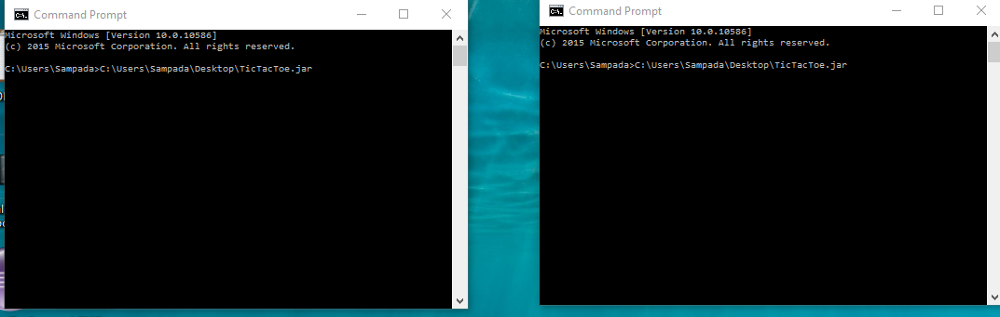 Command Prompt
Microsoft Windows [Version 10.0.10586]
(c) 2015 Microsoft Corporation. All rights reserved.
C:\Users\Sampada>C:\Users\Sampada\Desktop\TicTacToe.jar
Command Prompt
Microsoft Windows [Version 10.0.10586]
(c) 2015 Microsoft Corporation. All rights reserved.
C:\Users\Sampada>C:\Users\Sampada\Desktop\TicTacToe.jar